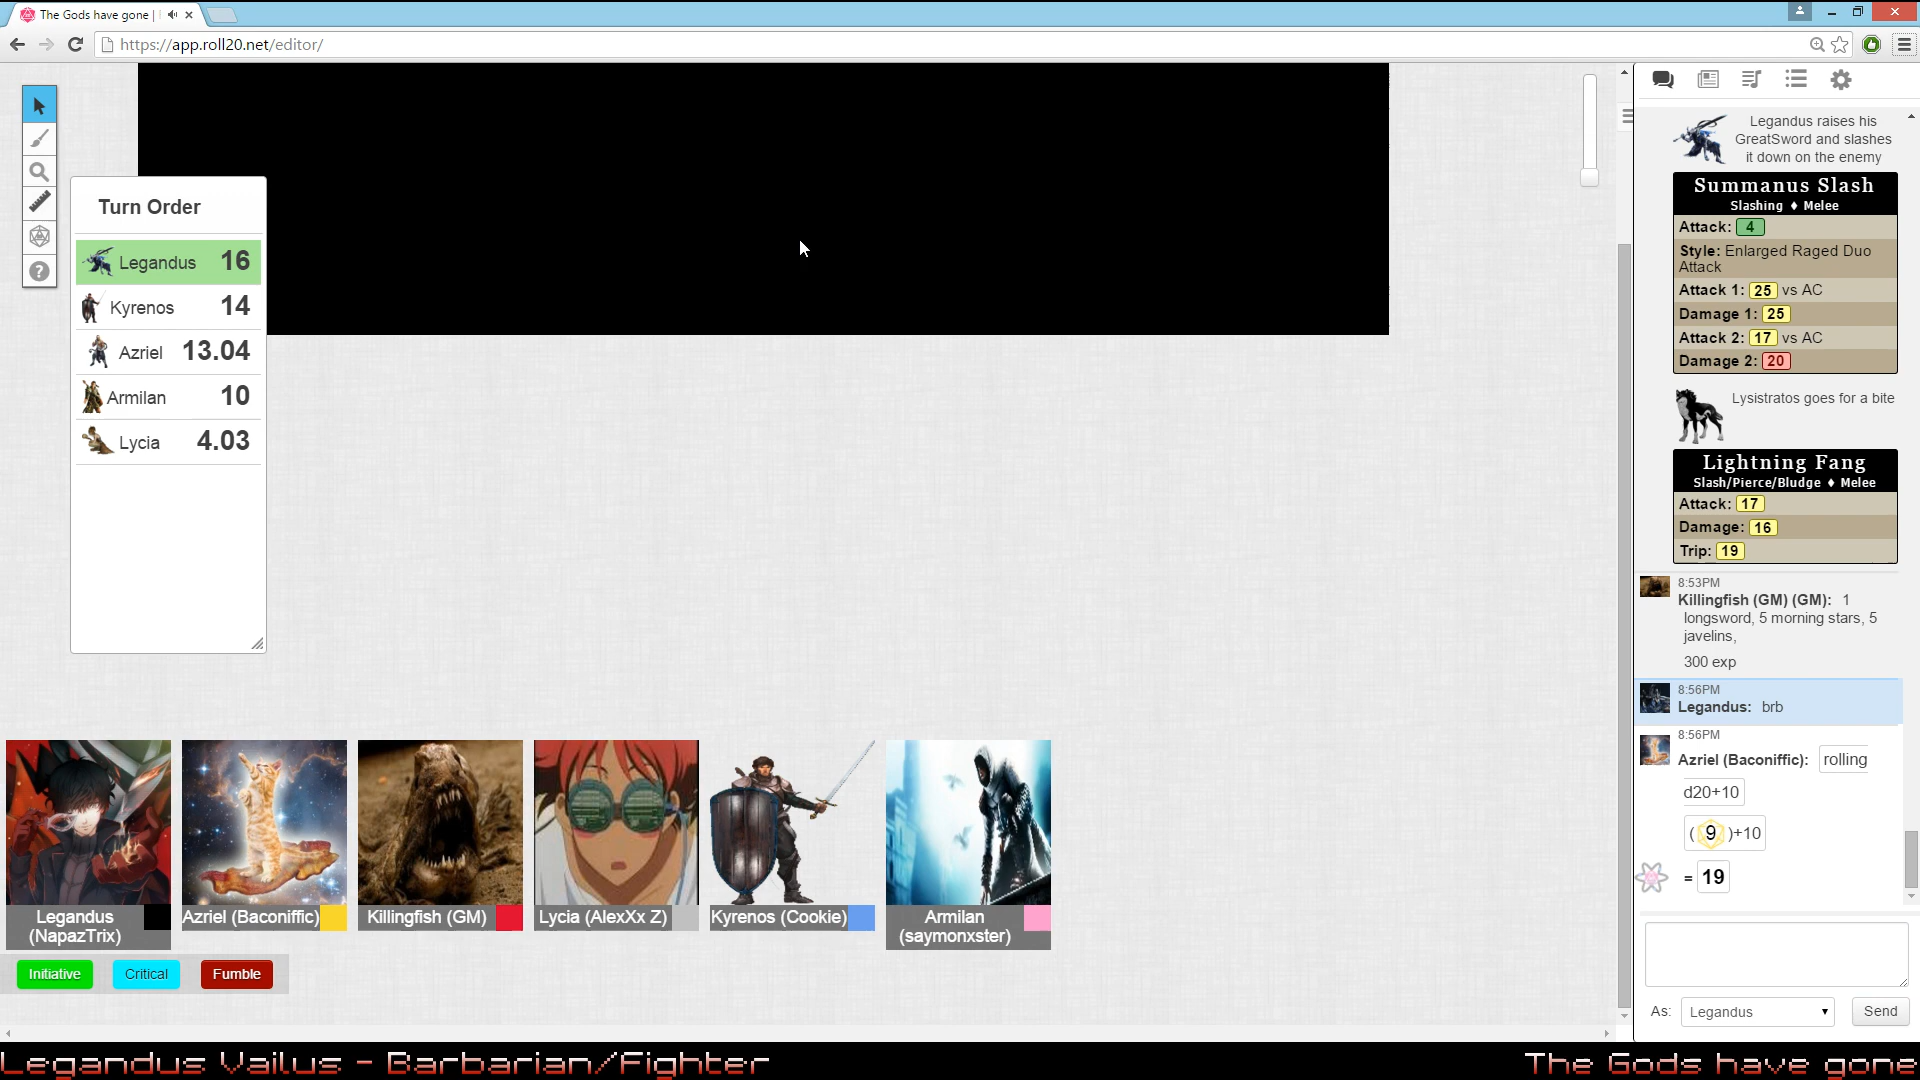 The Gods have gone |
https://app.roll20.net/editor/
Turn Order
Legandus 16
Kyrenos 14
Azriel 13.04
Armilan 10
Lycia 4.03
Legandus raises his
GreatSword and slashes
it down on the enemy
Summanus Slash
Slashing ♦ Melee
Attack: 4
Style: Enlarged Raged Duo
Attack
Attack 1: 25 vs AC
Damage 1: 25
Attack 2: 17 vs AC
Damage 2: 20
Lysistratos goes for a bite
Lightning Fang
Slash/Pierce/Bludge ♦ Melee
Attack: 17
Damage: 16
Trip: 19
8:53PM
Killingfish (GM) (GM): 1
longsword, 5 morning stars, 5
javelins,
300 exp
8:56PM
Legandus: brb
8:56PM
Azriel (Baconiffic): rolling
d20+10
(9)+10
= 19
As: Legandus
Send
Legandus
(NapazTrix)
Azriel (Baconiffic)
Killingfish (GM)
Lycia (AlexXx Z)
Kyrenos (Cookie)
Armilan
(saymonxster)
Initiative
Critical
Fumble
Legandus Vailus - Barbarian/Fighter
The Gods have gone